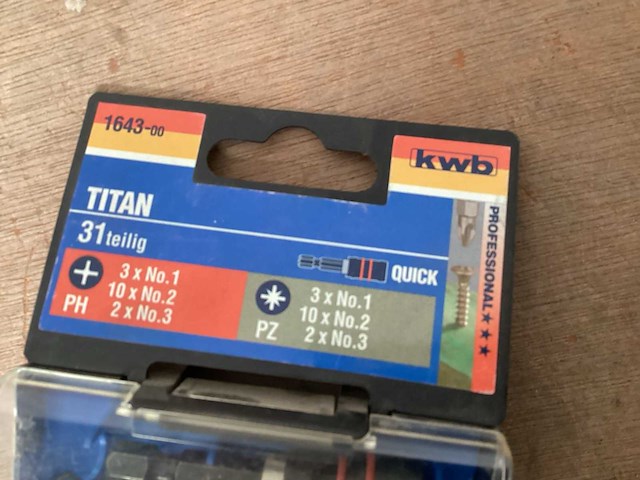 1643-00
kwb
TITAN
31teilig
QUICK
PROFESSIONAL★★★
PH
3 x No.1
10 x No.2
2 x No.3
PZ
3 x No.1
10 x No.2
2 x No.3